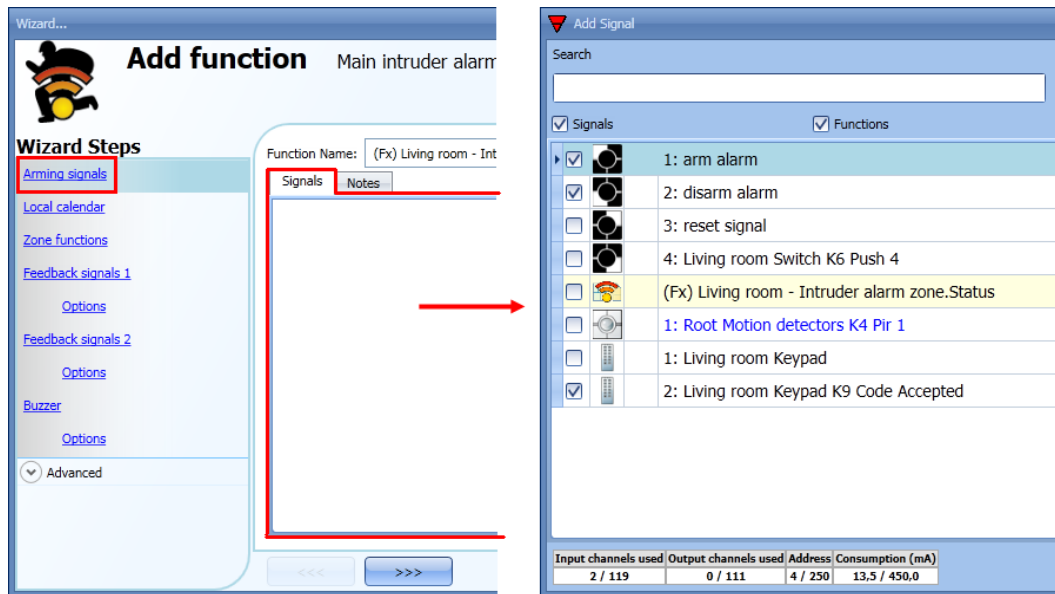 Wizard...
Add function Main intruder alarm
Wizard Steps
Arming signals
Local calendar
Zone functions
Feedback signals 1
Options
Feedback signals 2
Options
Buzzer
Options
Advanced
Function Name: (Fx) Living room - Int
Signals Notes
<<< >>>
Add Signal
Search
Signals Functions
1: arm alarm
2: disarm alarm
3: reset signal
4: Living room Switch K6 Push 4
(Fx) Living room - Intruder alarm zone.Status
1: Root Motion detectors K4 Pir 1
1: Living room Keypad
2: Living room Keypad K9 Code Accepted
Input channels used Output channels used Address Consumption (mA)
2 / 119 0 / 111 4 / 250 13,5 / 450,0